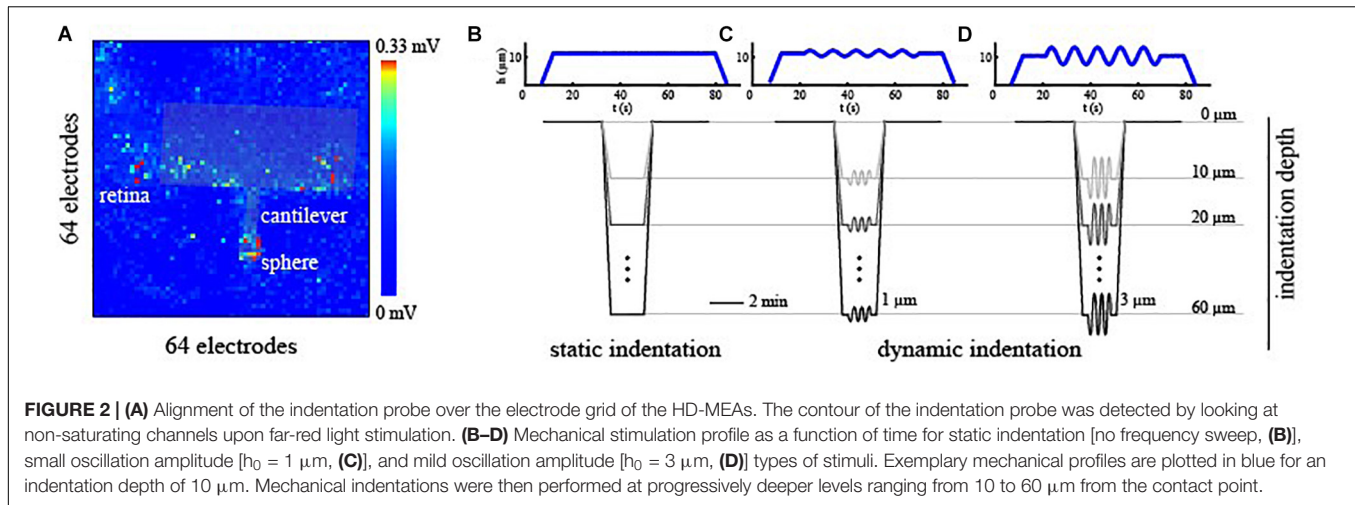 A
0.33 mV
64 electrodes
retina
cantilever
sphere
0 mV
64 electrodes
B
h (μm)
10
0 20 40 60 80
t (s)
C
10
0 20 40 60 80
t (s)
D
10
0 20 40 60 80
t (s)
0 μm
10 μm
20 μm
2 min
1 μm
3 μm
60 μm
indentation depth
static indentation
dynamic indentation
FIGURE 2 | (A) Alignment of the indentation probe over the electrode grid of the HD-MEAs. The contour of the indentation probe was detected by looking at
non-saturating channels upon far-red light stimulation. (B–D) Mechanical stimulation profile as a function of time for static indentation [no frequency sweep, (B)],
small oscillation amplitude [h₀ = 1 μm, (C)], and mild oscillation amplitude [h₀ = 3 μm, (D)] types of stimuli. Exemplary mechanical profiles are plotted in blue for an
indentation depth of 10 μm. Mechanical indentations were then performed at progressively deeper levels ranging from 10 to 60 μm from the contact point.